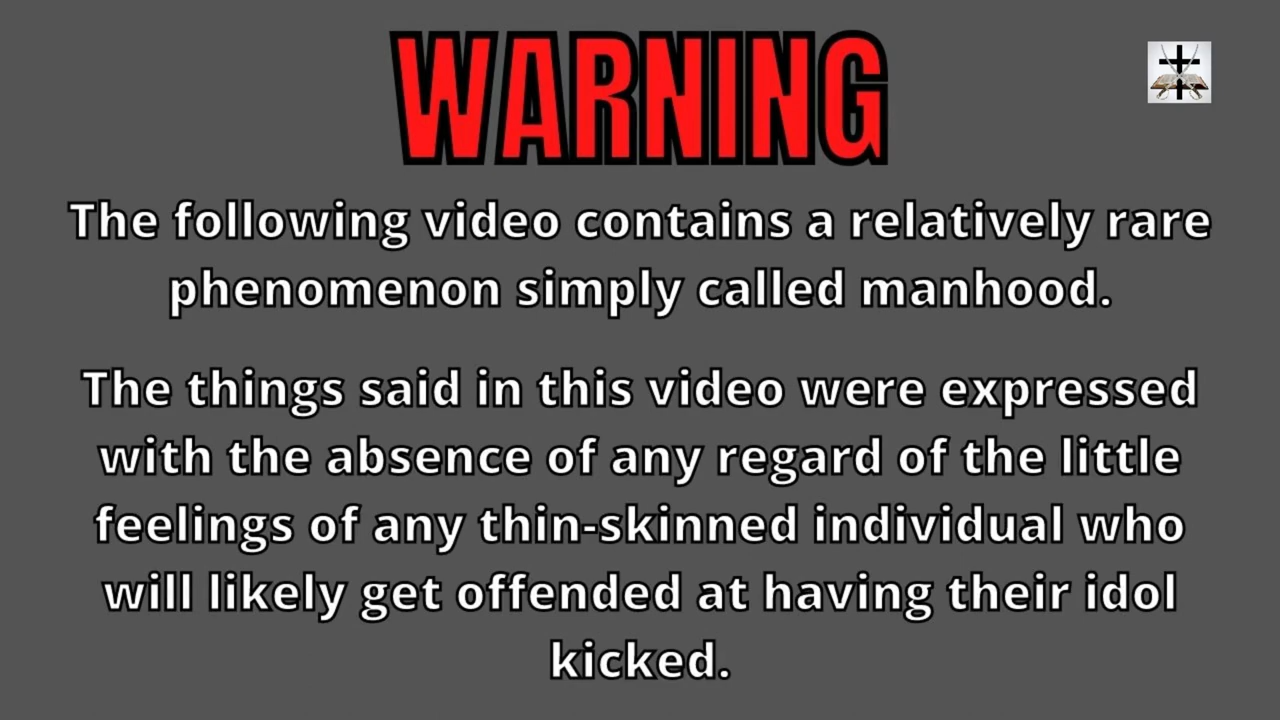 WARNING
The following video contains a relatively rare
phenomenon simply called manhood.
The things said in this video were expressed
with the absence of any regard of the little
feelings of any thin-skinned individual who
will likely get offended at having their idol
kicked.